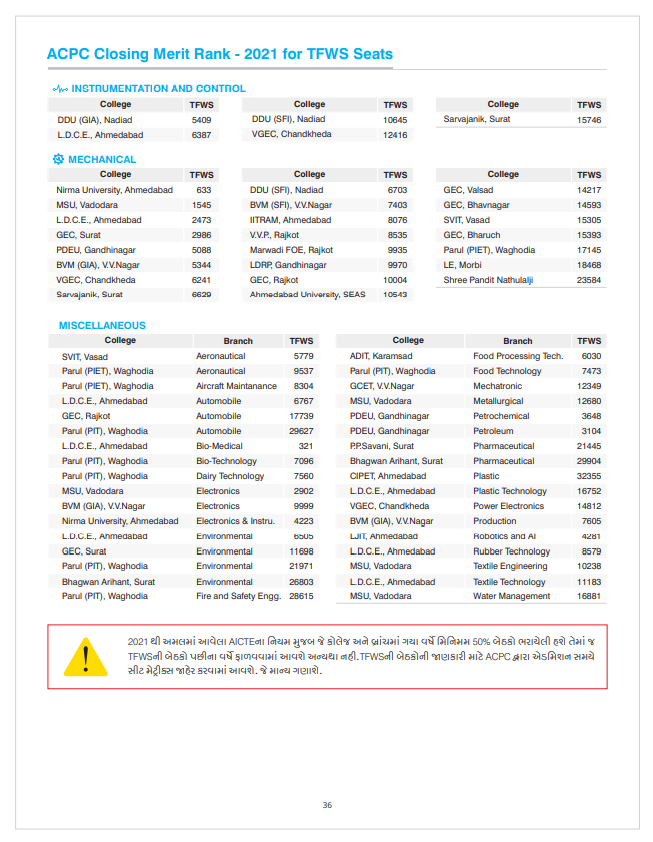 ACPC Closing Merit Rank - 2021 for TFWS Seats
INSTRUMENTATION AND CONTROL
College TFWS College TFWS College TFWS
DDU (GIA), Nadiad 5409 DDU (SFI), Nadiad 10645 Sarvajanik, Surat 15746
L.D.C.E., Ahmedabad 6387 VGEC, Chandkheda 12416
MECHANICAL
College TFWS College TFWS College TFWS
Nirma University, Ahmedabad 633 DDU (SFI), Nadiad 6703 GEC, Valsad 14217
MSU, Vadodara 1545 BVM (SFI), V.V.Nagar 7403 GEC, Bhavnagar 14593
L.D.C.E., Ahmedabad 2473 IITRAM, Ahmedabad 8076 SVIT, Vasad 15305
GEC, Surat 2986 V.V.P., Rajkot 8535 GEC, Bharuch 15393
PDEU, Gandhinagar 5088 Marwadi FOE, Rajkot 9935 Parul (PIET), Waghodia 17145
BVM (GIA), V.V.Nagar 5344 LDRP, Gandhinagar 9970 LE, Morbi 18468
VGEC, Chandkheda 6241 GEC, Rajkot 10004 Shree Pandit Nathulalji 23584
Sarvajanik, Surat 6629 Ahmedabad University, SEAS 10543
MISCELLANEOUS
College Branch TFWS College Branch TFWS
SVIT, Vasad Aeronautical 5779 ADIT, Karamsad Food Processing Tech. 6030
Parul (PIET), Waghodia Aeronautical 9537 Parul (PIT), Waghodia Food Technology 7473
Parul (PIET), Waghodia Aircraft Maintanance 8304 GCET, V.V.Nagar Mechatronic 12349
L.D.C.E., Ahmedabad Automobile 6767 MSU, Vadodara Metallurgical 12680
GEC, Rajkot Automobile 17739 PDEU, Gandhinagar Petrochemical 3648
Parul (PIT), Waghodia Automobile 29627 PDEU, Gandhinagar Petroleum 3104
L.D.C.E., Ahmedabad Bio-Medical 321 P.P.Savani, Surat Pharmaceutical 21445
Parul (PIT), Waghodia Bio-Technology 7096 Bhagwan Arihant, Surat Pharmaceutical 29904
Parul (PIT), Waghodia Dairy Technology 7560 CIPET, Ahmedabad Plastic 32355
MSU, Vadodara Electronics 2902 L.D.C.E., Ahmedabad Plastic Technology 16752
BVM (GIA), V.V.Nagar Electronics 9999 VGEC, Chandkheda Power Electronics 14812
Nirma University, Ahmedabad Electronics & Instru. 4223 BVM (GIA), V.V.Nagar Production 7605
L.D.C.E., Ahmedabad Environmental 6505 LJIT, Ahmedabad Robotics and AI 4281
GEC, Surat Environmental 11698 L.D.C.E., Ahmedabad Rubber Technology 8579
Parul (PIT), Waghodia Environmental 21971 MSU, Vadodara Textile Engineering 10238
Bhagwan Arihant, Surat Environmental 26803 L.D.C.E., Ahmedabad Textile Technology 11183
Parul (PIT), Waghodia Fire and Safety Engg. 28615 MSU, Vadodara Water Management 16881
2021 થી અમલમાં આવેલા AICTEના નિયમ મુજબ જે કોલેજ અને બ્રાંચમાં ગયા વર્ષે મિનિમમ 50% બેઠકો ભરાયેલી હશે તેમાં જ
TFWSની બેઠકો પછીના વર્ષે ફાળવવામાં આવશે અન્યથા નહી.TFWSની બેઠકોની જાણકારી માટે ACPC દ્વારા એડમિશન સમયે
સીટ મેટ્રીક્સ જાહેર કરવામાં આવશે. જે માન્ય ગણાશે.
36